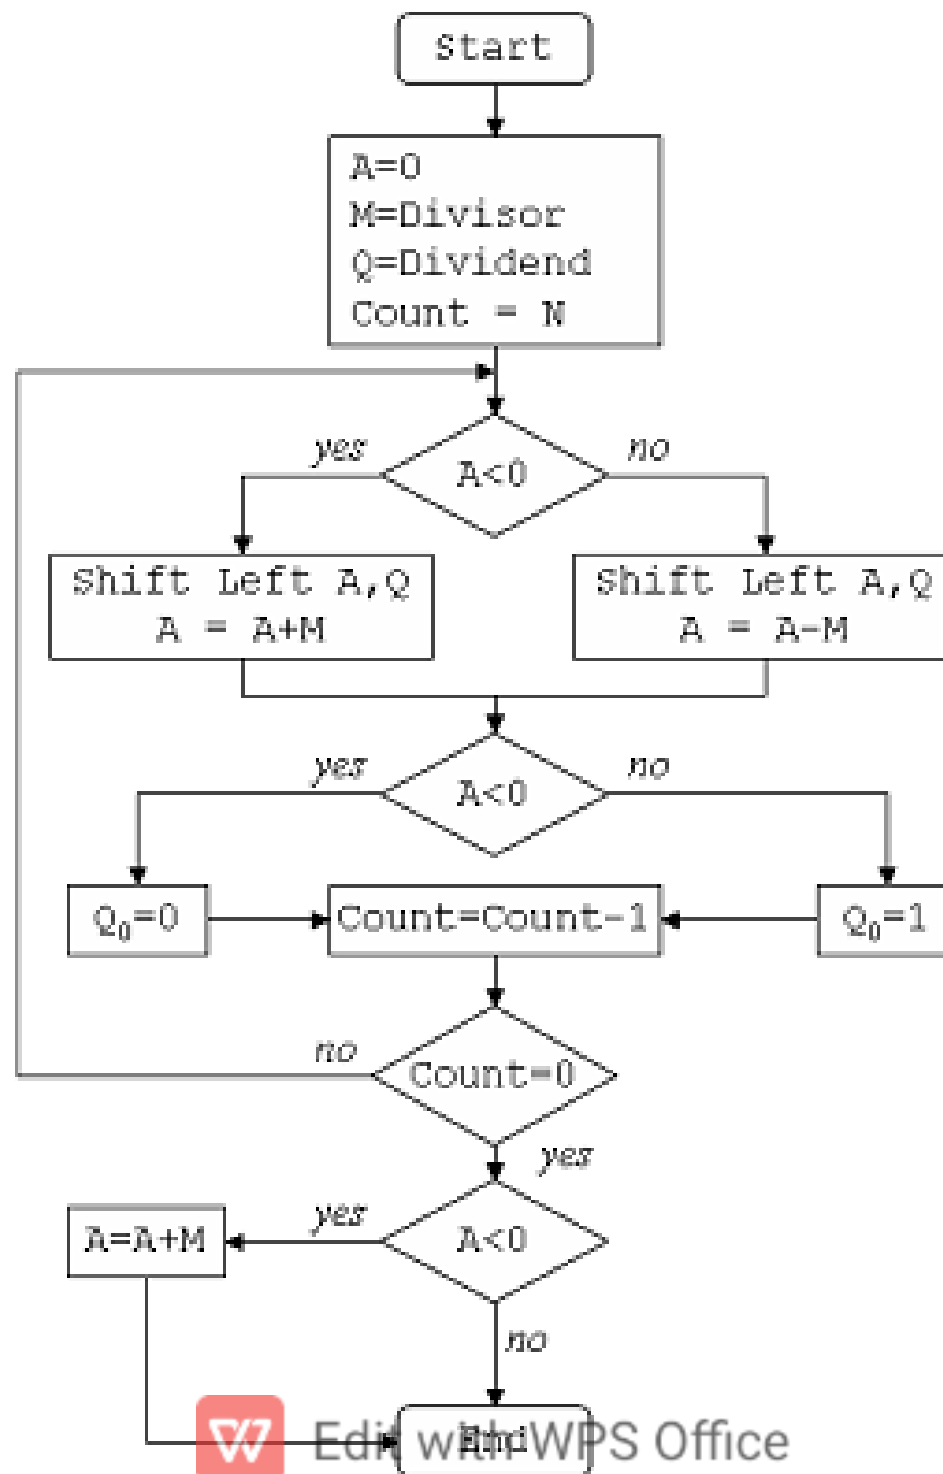 Start
A=0
M=Divisor
Q=Dividend
Count = N
A<0
yes
no
Shift Left A,Q
A = A+M
Shift Left A,Q
A = A-M
A<0
yes
no
Q₀=0
Count=Count-1
Q₀=1
Count=0
no
yes
A<0
yes
A=A+M
no
End
Edit with WPS Office